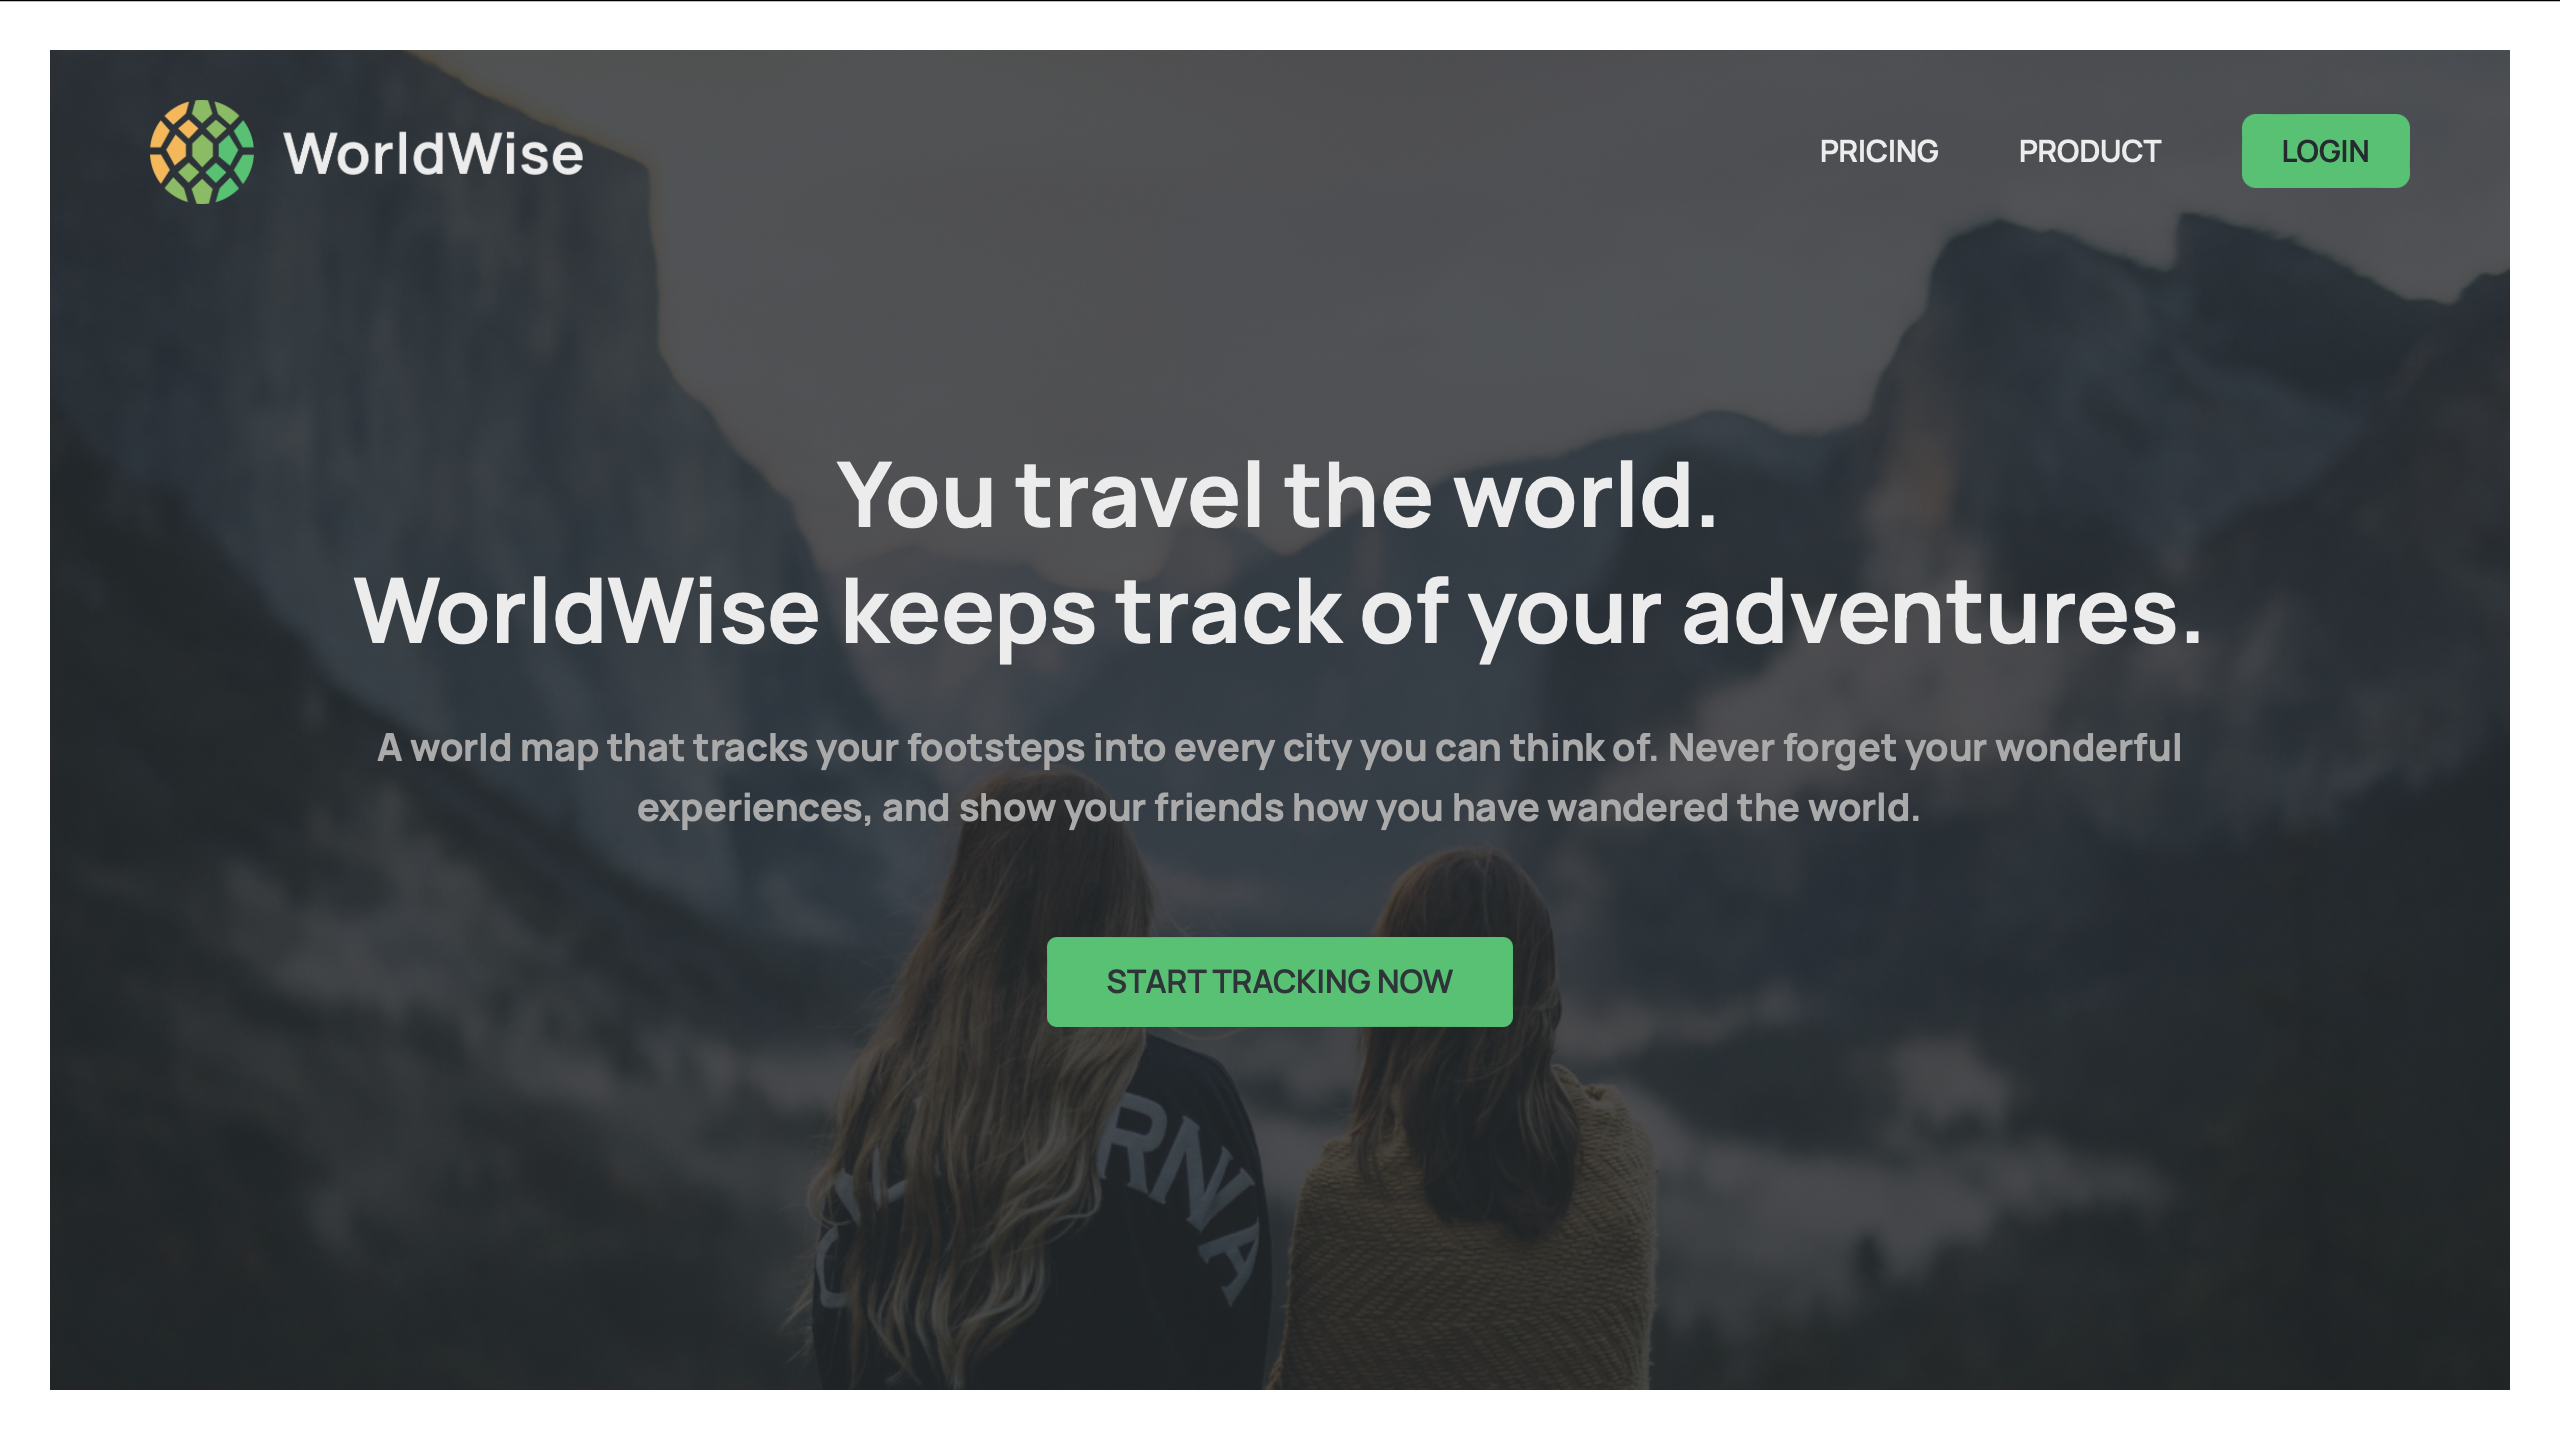 WorldWise
PRICING PRODUCT LOGIN
You travel the world.
WorldWise keeps track of your adventures.
A world map that tracks your footsteps into every city you can think of. Never forget your wonderful
experiences, and show your friends how you have wandered the world.
START TRACKING NOW
RNA